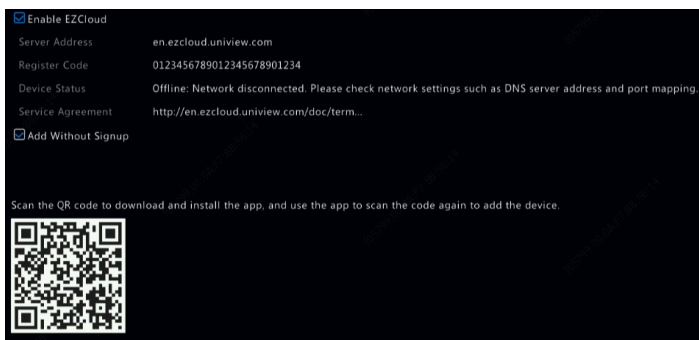 Enable EZCloud
Server Address en.ezcloud.uniview.com
Register Code 0123456789012345678901234
Device Status Offline: Network disconnected. Please check network settings such as DNS server address and port mapping.
Service Agreement http://en.ezcloud.uniview.com/doc/term...
Add Without Signup
Scan the QR code to download and install the app, and use the app to scan the code again to add the device.